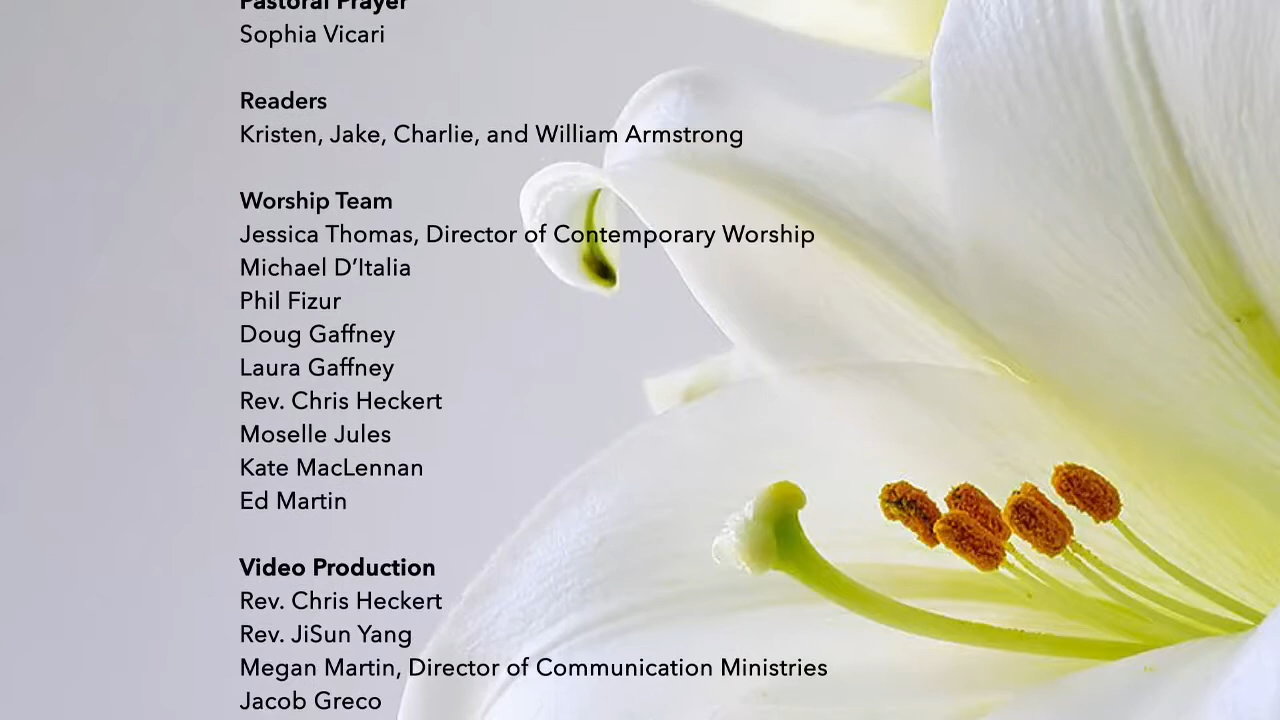 Pastoral Prayer
Sophia Vicari
Readers
Kristen, Jake, Charlie, and William Armstrong
Worship Team
Jessica Thomas, Director of Contemporary Worship
Michael D’Italia
Phil Fizur
Doug Gaffney
Laura Gaffney
Rev. Chris Heckert
Moselle Jules
Kate MacLennan
Ed Martin
Video Production
Rev. Chris Heckert
Rev. JiSun Yang
Megan Martin, Director of Communication Ministries
Jacob Greco